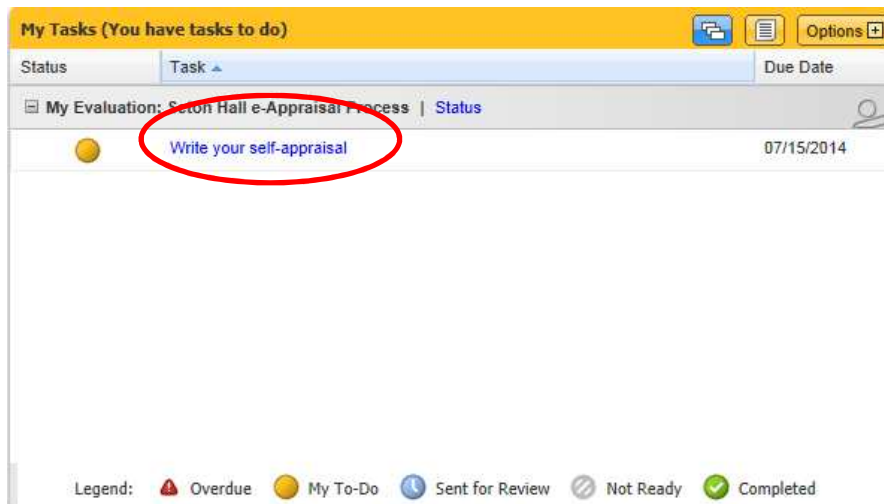 My Tasks (You have tasks to do) Options
Status Task Due Date
My Evaluation: Seton Hall e-Appraisal Process | Status
Write your self-appraisal 07/15/2014
Legend: Overdue My To-Do Sent for Review Not Ready Completed